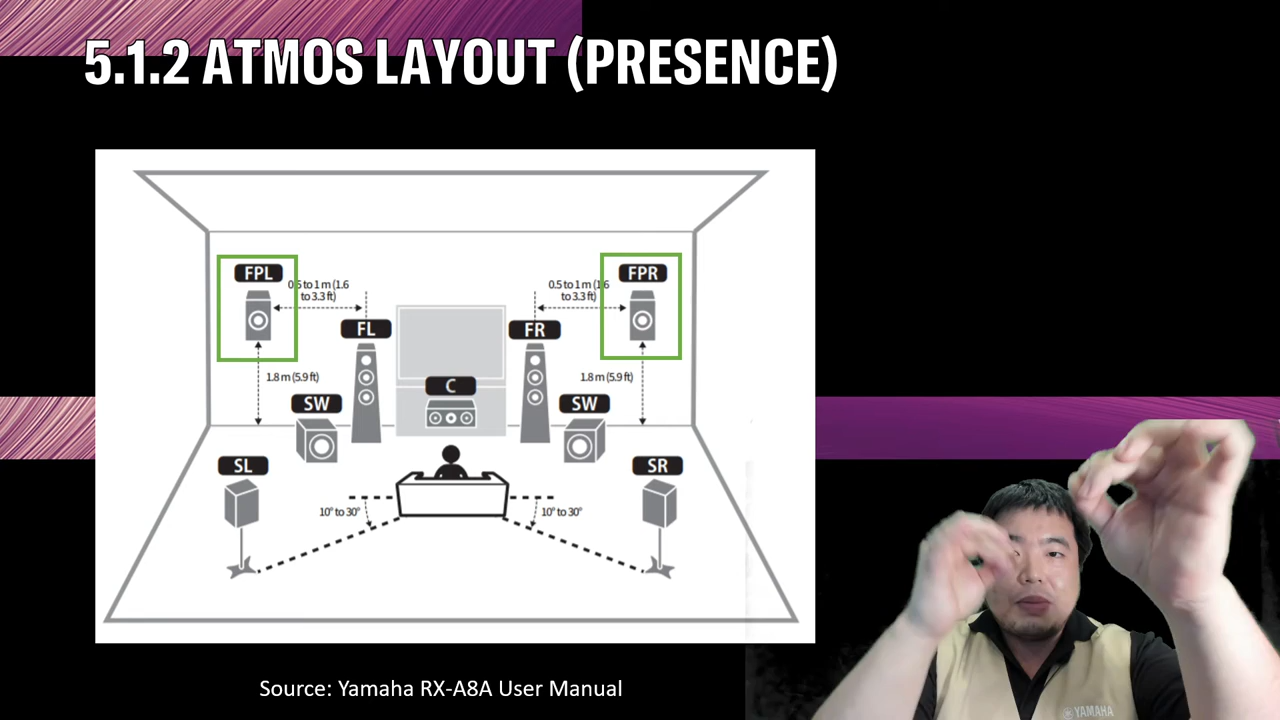 5.1.2 ATMOS LAYOUT (PRESENCE)
FPL
FPR
0.5 to 1 m (1.6
to 3.3 ft)
0.5 to 1 m (1.6
to 3.3 ft)
FL
FR
1.8 m (5.9 ft)
1.8 m (5.9 ft)
C
SW
SW
SL
SR
10° to 30°
10° to 30°
Source: Yamaha RX-A8A User Manual
YAMAHA